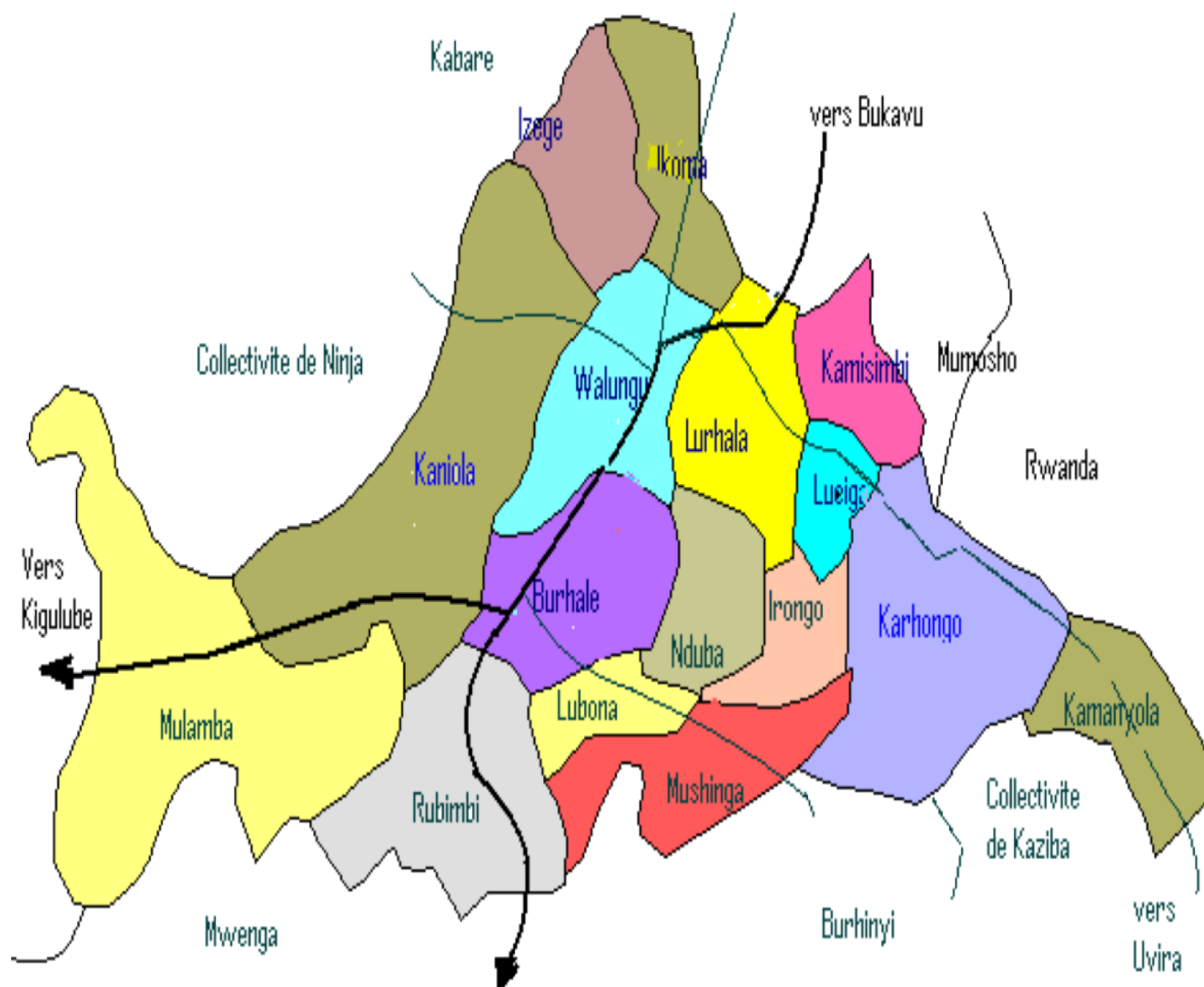 Kabare
vers Bukavu
Izege
Ikoma
Collectivite de Ninja
Walungu
Kamisimbi
Mumosho
Lurhala
Kaniola
Rwanda
Luciga
Vers
Kigulube
Burhale
Irongo
Karhongo
Nduba
Mulamba
Lubona
Kamanyola
Rubimbi
Mushinga
Collectivite
de Kaziba
Mwenga
Burhinyi
vers
Uvira